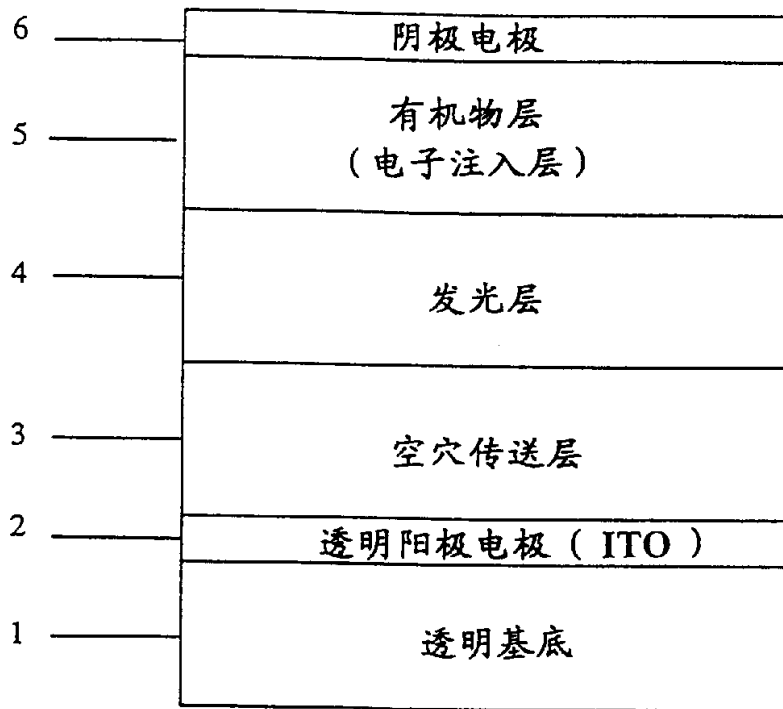 6 阴极电极
5 有机物层
(电子注入层)
4 发光层
3 空穴传送层
2 透明阳极电极 ( ITO )
1 透明基底